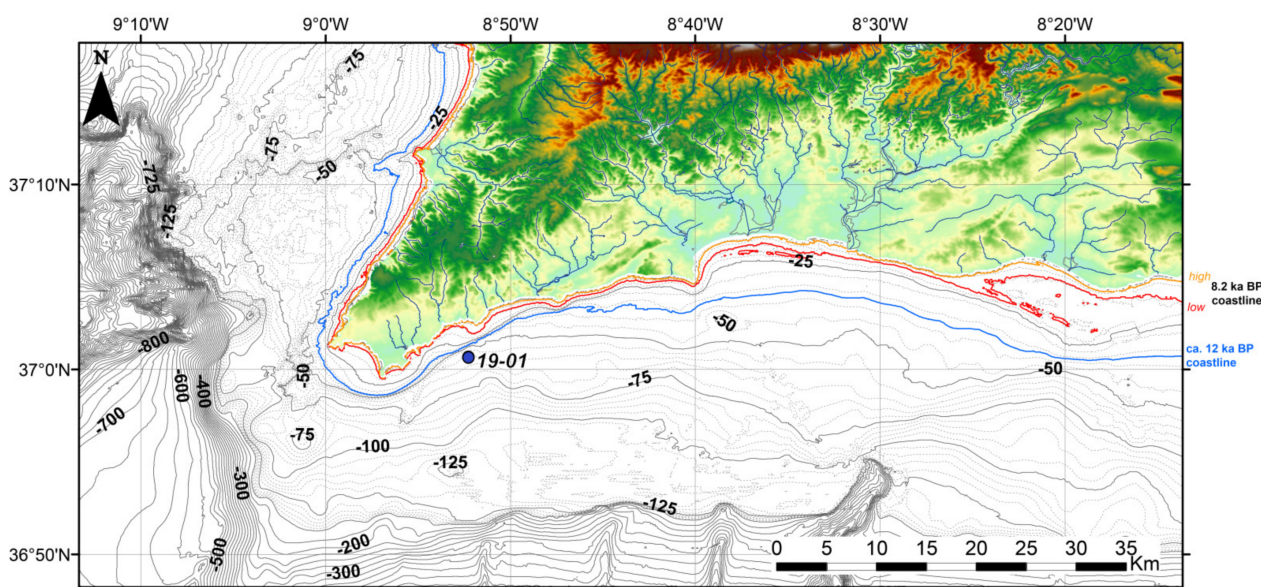 9°10'W 9°0'W 8°50'W 8°40'W 8°30'W 8°20'W
N
-75
-25
-75
-50
-725
-125
37°10'N
-25
high
8.2 ka BP
coastline
low
-50
ca. 12 ka BP
coastline
-800
19-01
37°0'N
-50
-50
-600
-400
-75
-700
-75
-100
-125
-300
-125
-200
36°50'N
-500
-300
0 5 10 15 20 25 30 35
Km